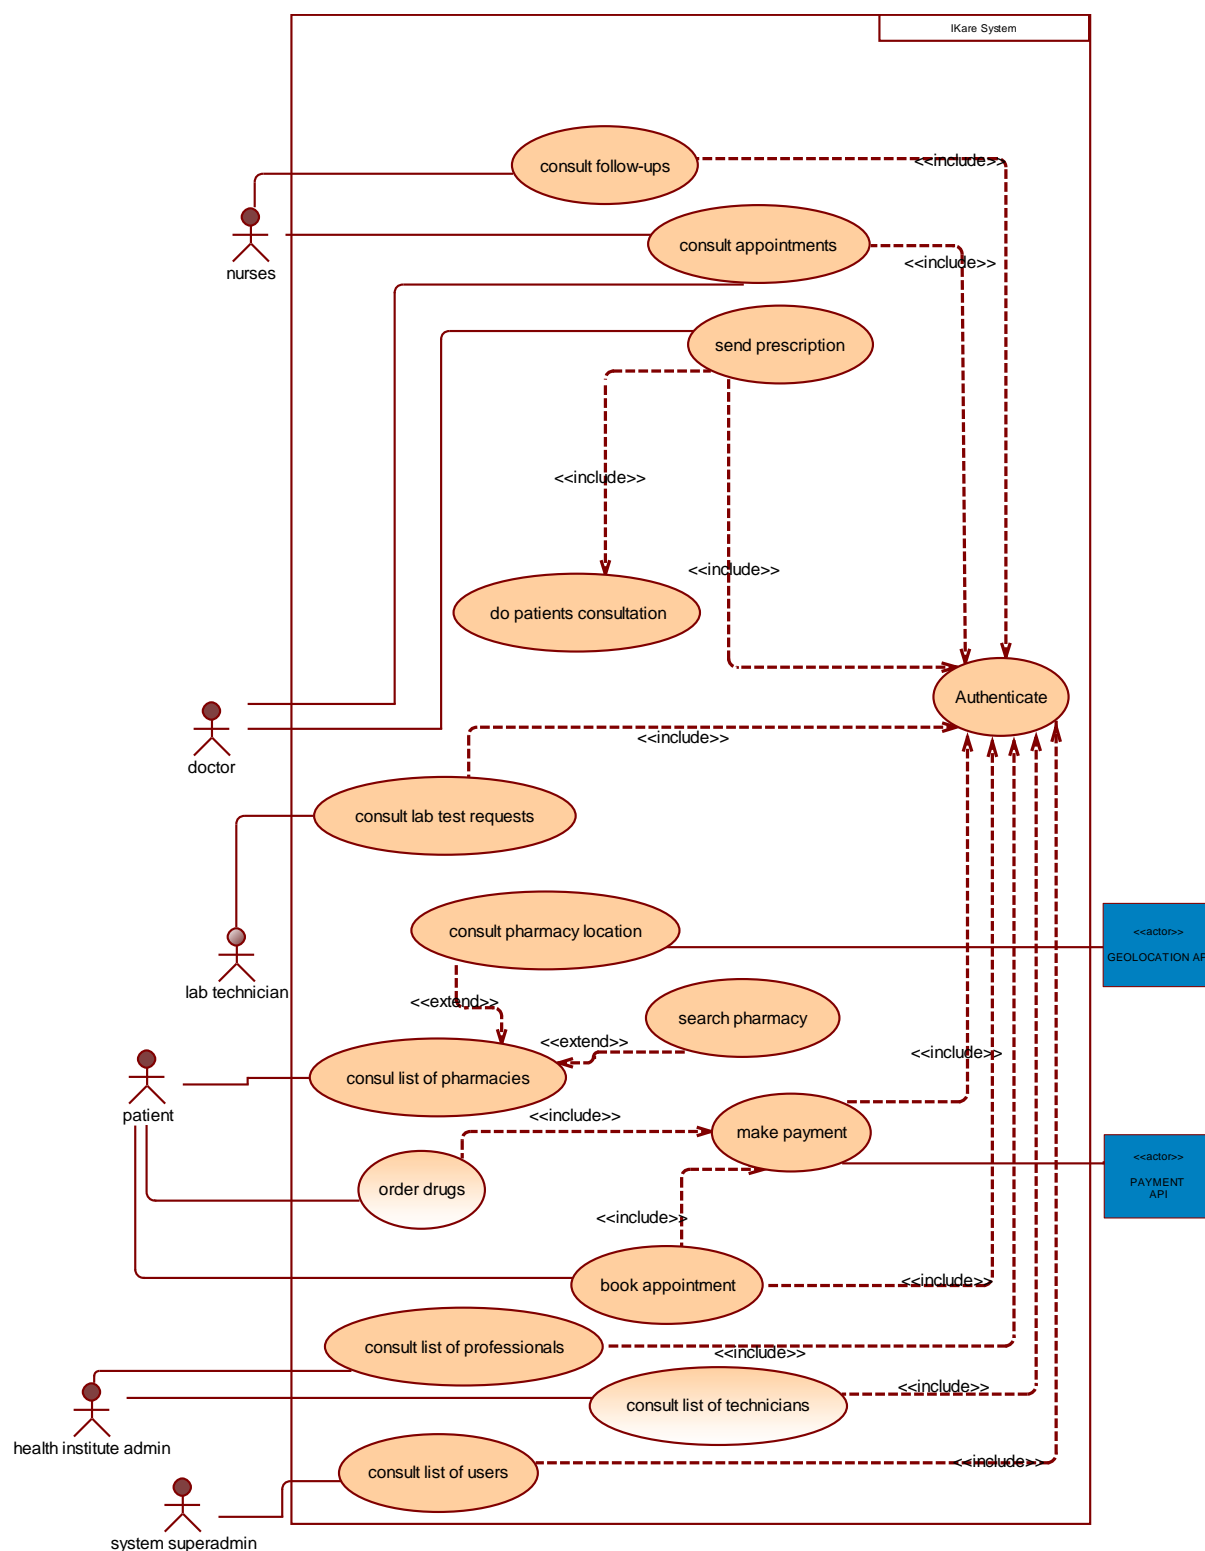 IKare System
consult follow-ups
<<include>>
consult appointments
<<include>>
nurses
send prescription
<<include>>
<<include>>
do patients consultation
Authenticate
<<include>>
doctor
consult lab test requests
consult pharmacy location
<<actor>>
GEOLOCATION AP
lab technician
<<extend>>
search pharmacy
<<extend>>
<<include>>
consul list of pharmacies
patient
<<include>>
make payment
<<actor>>
PAYMENT
API
order drugs
<<include>>
book appointment
<<include>>
consult list of professionals
<<include>>
<<include>>
consult list of technicians
health institute admin
<<include>>
consult list of users
system superadmin